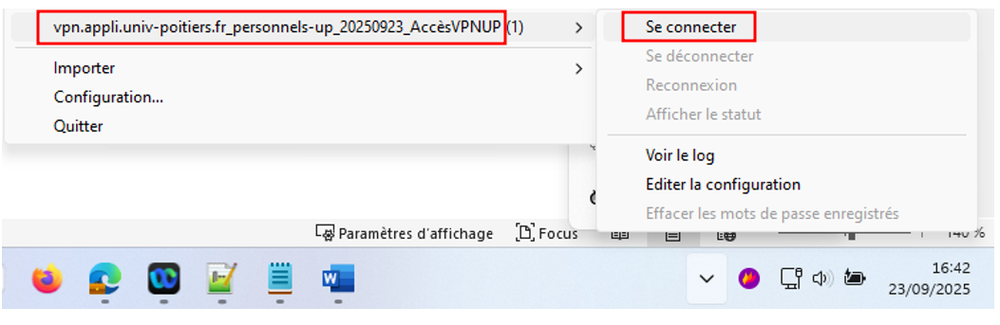 vpn.appli.univ-poitiers.fr_personnels-up_20250923_AccèsVPNUP (1)
Importer
Configuration...
Quitter
Se connecter
Se déconnecter
Reconnexion
Afficher le statut
Voir le log
Editer la configuration
Effacer les mots de passe enregistrés
Paramètres d'affichage
Focus
140 %
W
16:42
23/09/2025